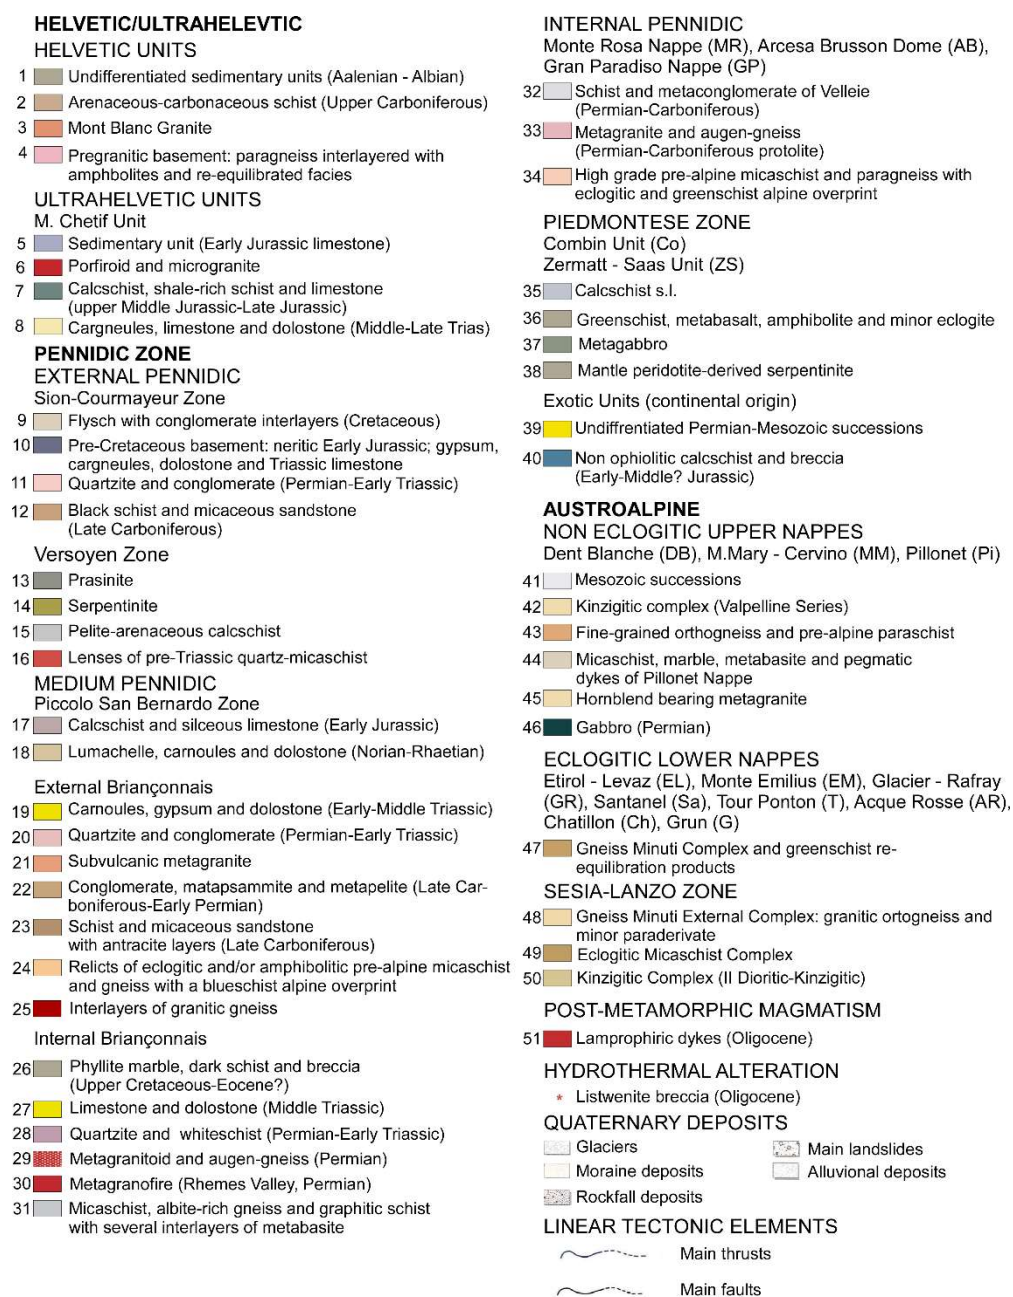 HELVETIC/ULTRAHELEVTIC
HELVETIC UNITS
1 Undifferentiated sedimentary units (Aalenian - Albian)
2 Arenaceous-carbonaceous schist (Upper Carboniferous)
3 Mont Blanc Granite
4 Pregranitic basement: paragneiss interlayered with
amphbolites and re-equilibrated facies
ULTRAHELVETIC UNITS
M. Chetif Unit
5 Sedimentary unit (Early Jurassic limestone)
6 Porfiroid and microgranite
7 Calcschist, shale-rich schist and limestone
(upper Middle Jurassic-Late Jurassic)
8 Cargneules, limestone and dolostone (Middle-Late Trias)
PENNIDIC ZONE
EXTERNAL PENNIDIC
Sion-Courmayeur Zone
9 Flysch with conglomerate interlayers (Cretaceous)
10 Pre-Cretaceous basement: neritic Early Jurassic; gypsum,
cargneules, dolostone and Triassic limestone
11 Quartzite and conglomerate (Permian-Early Triassic)
12 Black schist and micaceous sandstone
(Late Carboniferous)
Versoyen Zone
13 Prasinite
14 Serpentinite
15 Pelite-arenaceous calcschist
16 Lenses of pre-Triassic quartz-micaschist
MEDIUM PENNIDIC
Piccolo San Bernardo Zone
17 Calcschist and silceous limestone (Early Jurassic)
18 Lumachelle, carnoules and dolostone (Norian-Rhaetian)
External Briançonnais
19 Carnoules, gypsum and dolostone (Early-Middle Triassic)
20 Quartzite and conglomerate (Permian-Early Triassic)
21 Subvulcanic metagranite
22 Conglomerate, matapsammite and metapelite (Late Car-
boniferous-Early Permian)
23 Schist and micaceous sandstone
with antracite layers (Late Carboniferous)
24 Relicts of eclogitic and/or amphibolitic pre-alpine micaschist
and gneiss with a blueschist alpine overprint
25 Interlayers of granitic gneiss
Internal Briançonnais
26 Phyllite marble, dark schist and breccia
(Upper Cretaceous-Eocene?)
27 Limestone and dolostone (Middle Triassic)
28 Quartzite and whiteschist (Permian-Early Triassic)
29 Metagranitoid and augen-gneiss (Permian)
30 Metagranofire (Rhemes Valley, Permian)
31 Micaschist, albite-rich gneiss and graphitic schist
with several interlayers of metabasite
INTERNAL PENNIDIC
Monte Rosa Nappe (MR), Arcesa Brusson Dome (AB),
Gran Paradiso Nappe (GP)
32 Schist and metaconglomerate of Velleie
(Permian-Carboniferous)
33 Metagranite and augen-gneiss
(Permian-Carboniferous protolite)
34 High grade pre-alpine micaschist and paragneiss with
eclogitic and greenschist alpine overprint
PIEDMONTESE ZONE
Combin Unit (Co)
Zermatt - Saas Unit (ZS)
35 Calcschist s.l.
36 Greenschist, metabasalt, amphibolite and minor eclogite
37 Metagabbro
38 Mantle peridotite-derived serpentinite
Exotic Units (continental origin)
39 Undiffrentiated Permian-Mesozoic successions
40 Non ophiolitic calcschist and breccia
(Early-Middle? Jurassic)
AUSTROALPINE
NON ECLOGITIC UPPER NAPPES
Dent Blanche (DB), M.Mary - Cervino (MM), Pillonet (Pi)
41 Mesozoic successions
42 Kinzigitic complex (Valpelline Series)
43 Fine-grained orthogneiss and pre-alpine paraschist
44 Micaschist, marble, metabasite and pegmatic
dykes of Pillonet Nappe
45 Hornblend bearing metagranite
46 Gabbro (Permian)
ECLOGITIC LOWER NAPPES
Etirol - Levaz (EL), Monte Emilius (EM), Glacier - Rafray
(GR), Santanel (Sa), Tour Ponton (T), Acque Rosse (AR),
Chatillon (Ch), Grun (G)
47 Gneiss Minuti Complex and greenschist re-
equilibration products
SESIA-LANZO ZONE
48 Gneiss Minuti External Complex: granitic ortogneiss and
minor paraderivate
49 Eclogitic Micaschist Complex
50 Kinzigitic Complex (II Dioritic-Kinzigitic)
POST-METAMORPHIC MAGMATISM
51 Lamprophiric dykes (Oligocene)
HYDROTHERMAL ALTERATION
* Listwenite breccia (Oligocene)
QUATERNARY DEPOSITS
Glaciers
Main landslides
Moraine deposits
Alluvional deposits
Rockfall deposits
LINEAR TECTONIC ELEMENTS
Main thrusts
Main faults